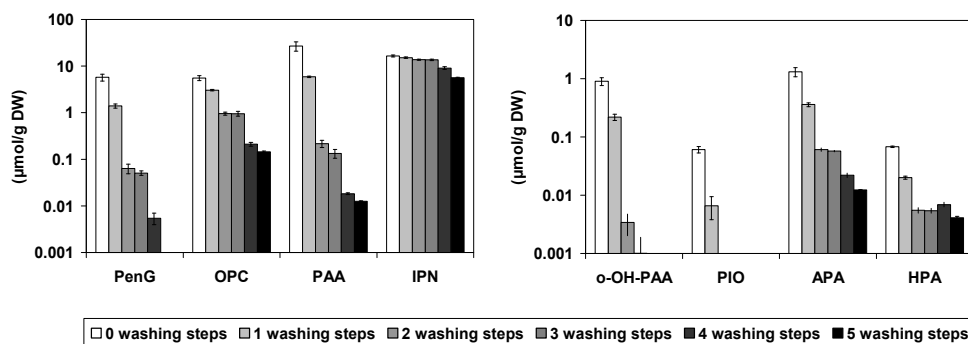 100
10
1
0.1
0.01
0.001
(µmol/g DW)
PenG OPC PAA IPN
10
1
0.1
0.01
0.001
(µmol/g DW)
o-OH-PAA PIO APA HPA
0 washing steps 1 washing steps 2 washing steps 3 washing steps 4 washing steps 5 washing steps